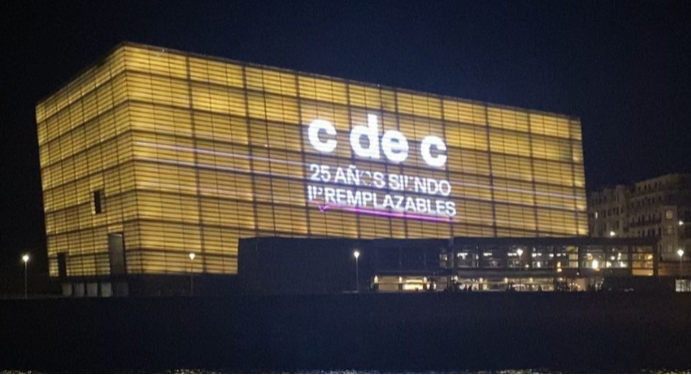 c de c
25 AÑOS SIENDO
IRREMPLAZABLES